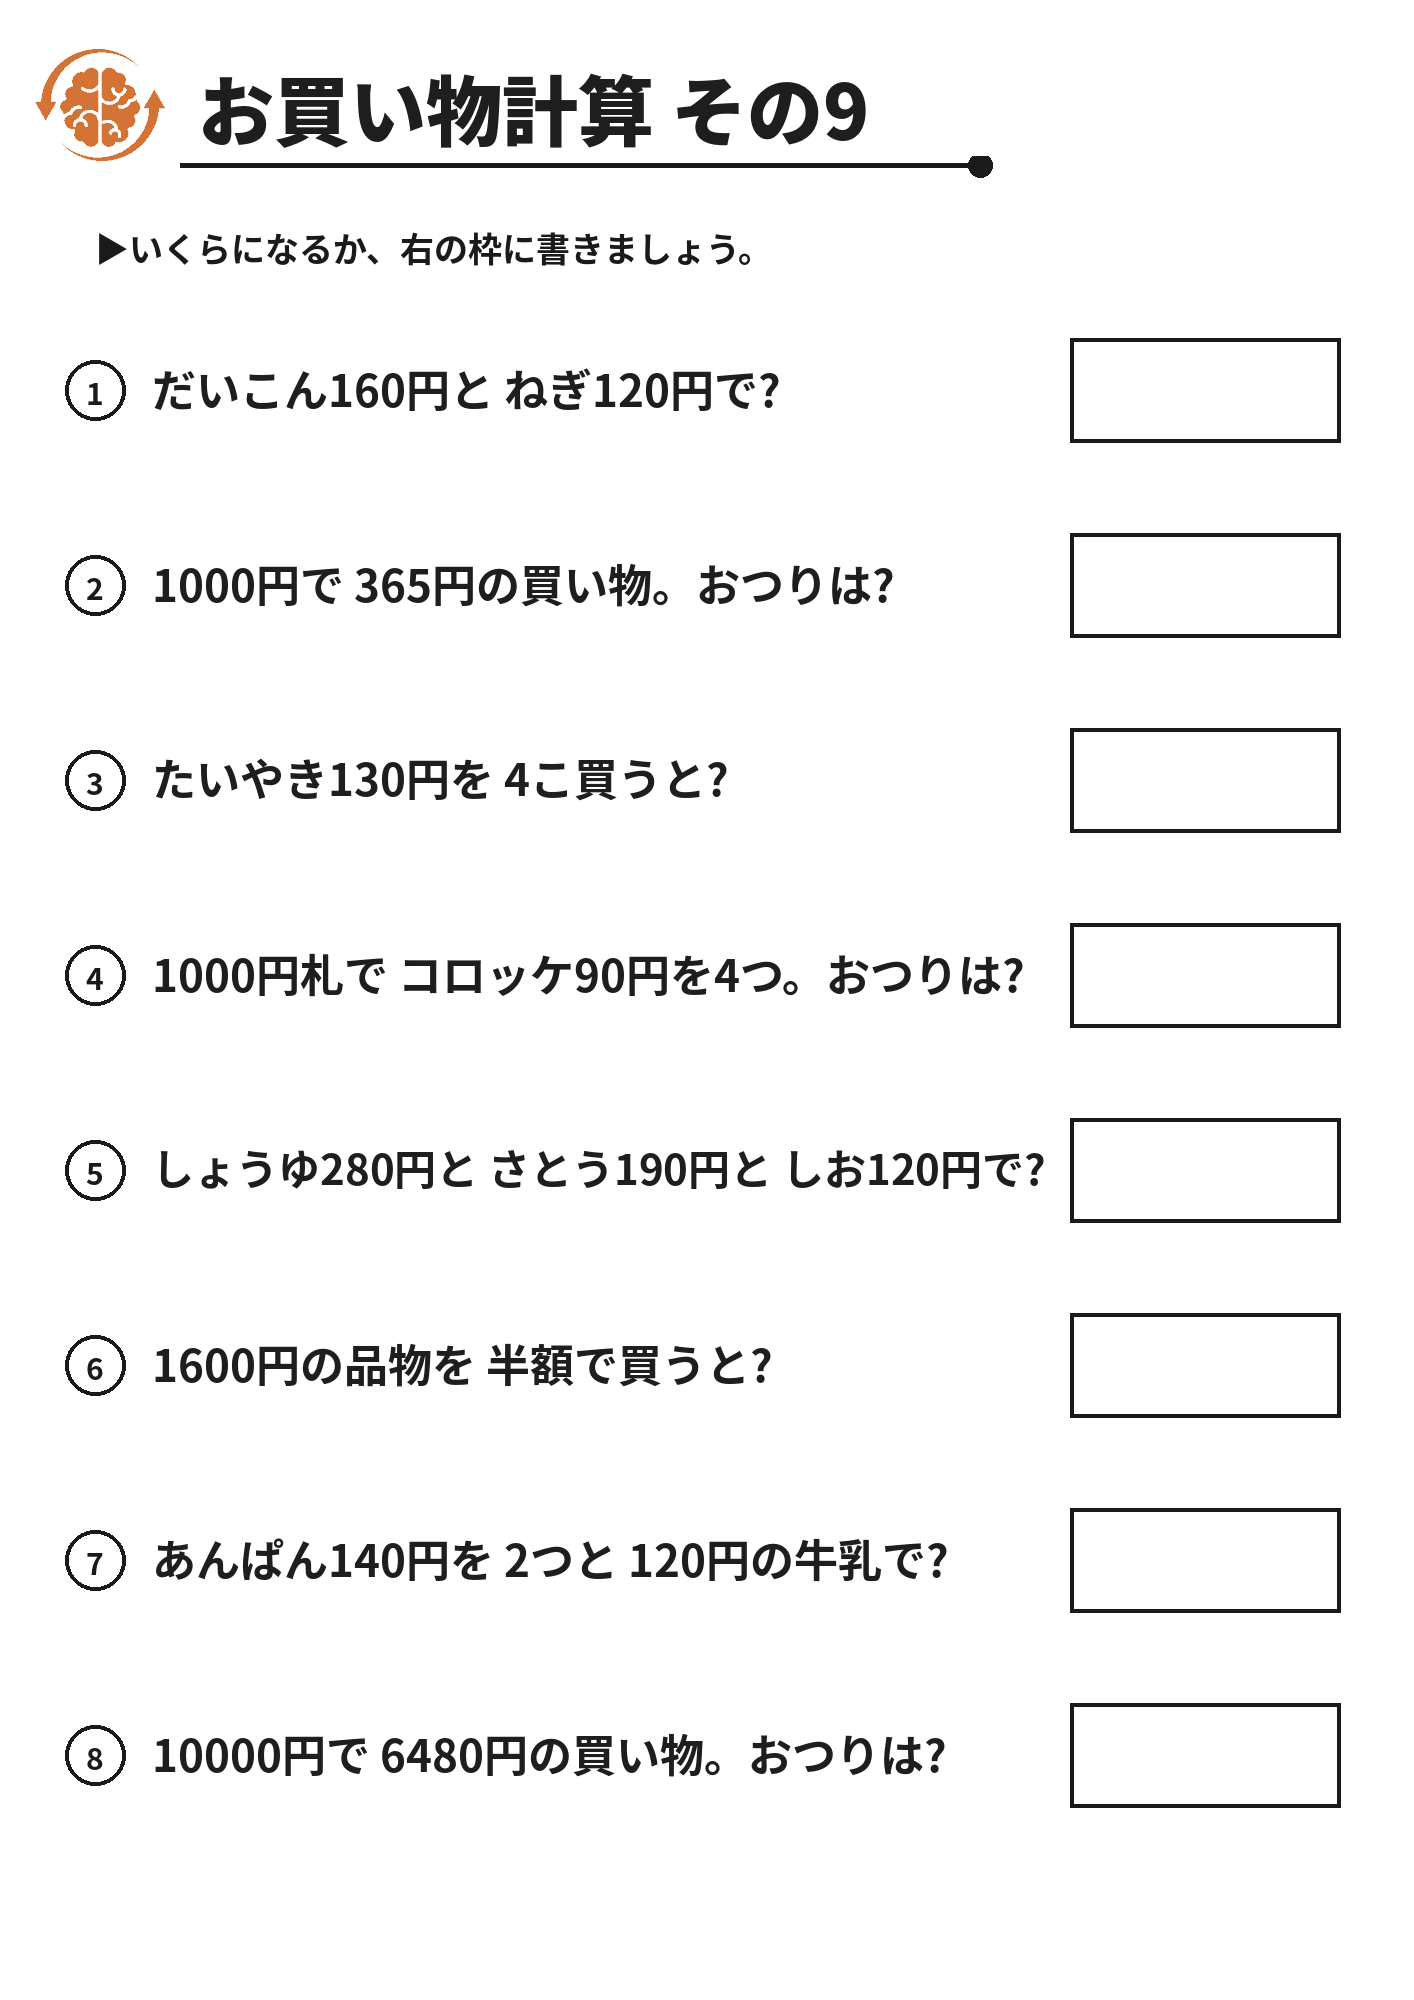 お買い物計算 その9
▶いくらになるか、右の枠に書きましょう。
1 だいこん160円と ねぎ120円で?
2 1000円で 365円の買い物。おつりは?
3 たいやき130円を 4こ買うと?
4 1000円札で コロッケ90円を4つ。おつりは?
5 しょうゆ280円と さとう190円と しお120円で?
6 1600円の品物を 半額で買うと?
7 あんぱん140円を 2つと 120円の牛乳で?
8 10000円で 6480円の買い物。おつりは?